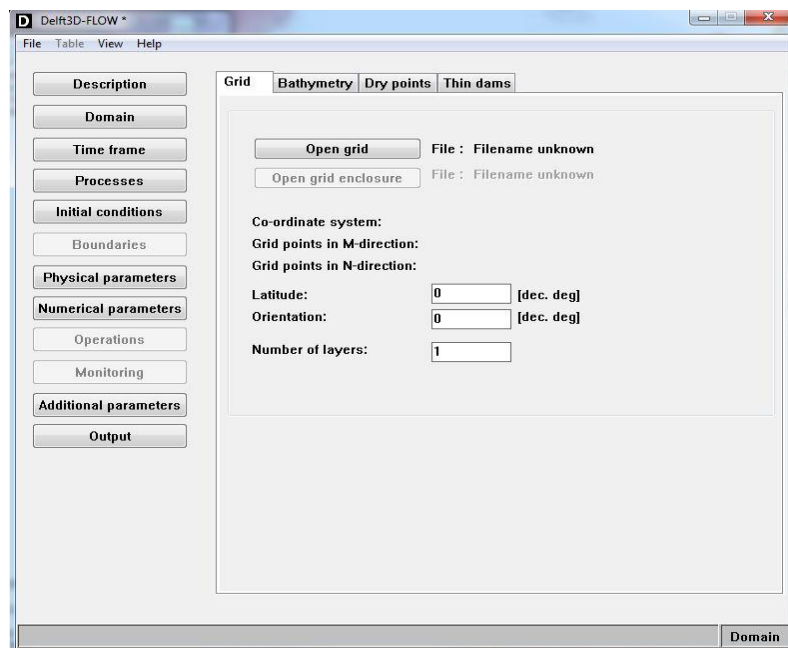 D Delft3D-FLOW *
File Table View Help
Description
Domain
Time frame
Processes
Initial conditions
Boundaries
Physical parameters
Numerical parameters
Operations
Monitoring
Additional parameters
Output
Grid Bathymetry Dry points Thin dams
Open grid File : Filename unknown
Open grid enclosure File : Filename unknown
Co-ordinate system:
Grid points in M-direction:
Grid points in N-direction:
Latitude: 0 [dec. deg]
Orientation: 0 [dec. deg]
Number of layers: 1
Domain